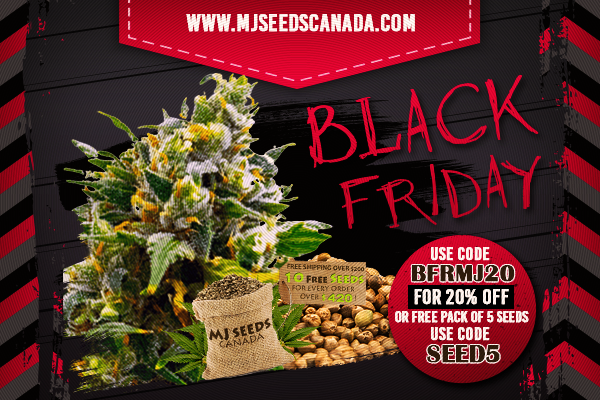 WWW.MJSEEDSCANADA.COM
BLACK
FRIDAY
FREE SHIPPING OVER $200
10 FREE SEEDS
FOR EVERY ORDER
OVER $420
MJ SEEDS
CANADA
USE CODE
BFRMJ20
FOR 20% OFF
OR FREE PACK OF 5 SEEDS
USE CODE
SEED5